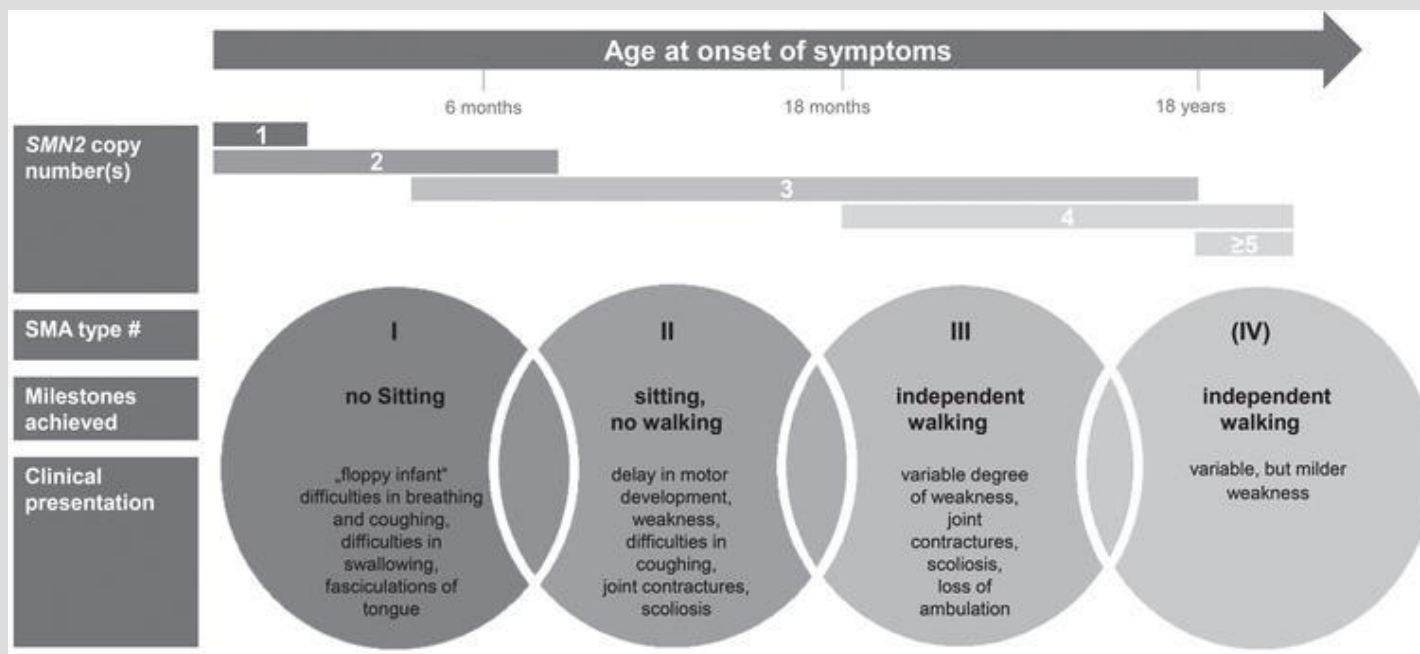 Age at onset of symptoms
6 months
18 months
18 years
SMN2 copy
number(s)
1
2
3
4
≥5
SMA type #
I
II
III
(IV)
Milestones
achieved
no Sitting
sitting,
no walking
independent
walking
independent
walking
Clinical
presentation
„floppy infant“
difficulties in breathing
and coughing,
difficulties in
swallowing,
fasciculations of
tongue
delay in motor
development,
weakness,
difficulties in
coughing,
joint contractures,
scoliosis
variable degree
of weakness,
joint
contractures,
scoliosis,
loss of
ambulation
variable, but milder
weakness